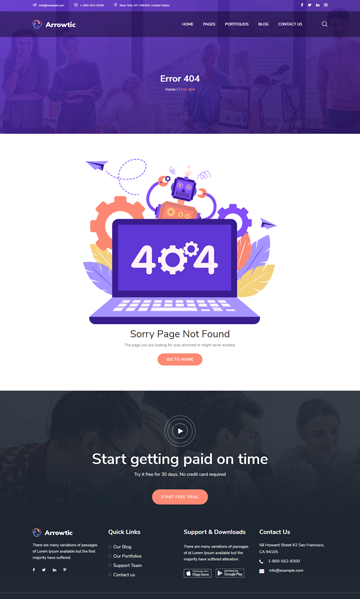 info@example.com 1-800-552-8300 New York, NY 018364, United States
Arrowtic HOME PAGES PORTFOLIOS BLOG CONTACT US
Error 404
Home / Error 404
404
Sorry Page Not Found
The page you are looking for was removed or might never existed.
GO TO HOME
Start getting paid on time
Try it free for 30 days. No credit card required
START FREE TRIAL
Arrowtic
There are many variations of passages
of Lorem Ipsum available but the that
majority have suffered.
Quick Links
Our Blog
Our Portfolios
Support Team
Contact us
Support & Downloads
There are many variations of passages
of Lorem Ipsum available but the
majority have suffered alteration.
App Store
Google Play
Contact Us
58 Howard Street #2 San Francisco,
CA 94105
1-800-552-8300
info@example.com